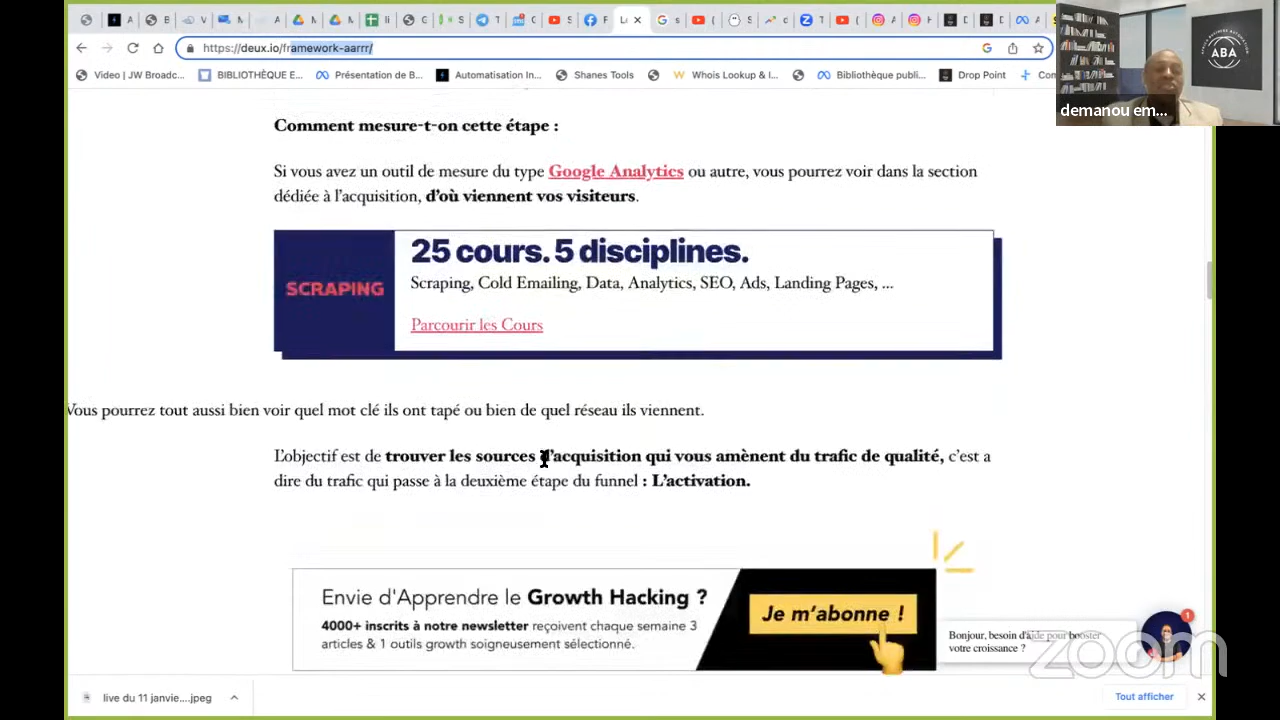 https://deux.io/framework-aarrr/
Video | JW Broadc...
BIBLIOTHÈQUE E...
Présentation de B...
Automatisation In...
Shanes Tools
Whois Lookup & I...
Bibliothèque publi...
Drop Point
ABA
demanou em...
Comment mesure-t-on cette étape :
Si vous avez un outil de mesure du type Google Analytics ou autre, vous pourrez voir dans la section
dédiée à l'acquisition, d'où viennent vos visiteurs.
SCRAPING
25 cours. 5 disciplines.
Scraping, Cold Emailing, Data, Analytics, SEO, Ads, Landing Pages, ...
Parcourir les Cours
Vous pourrez tout aussi bien voir quel mot clé ils ont tapé ou bien de quel réseau ils viennent.
L'objectif est de trouver les sources d'acquisition qui vous amènent du trafic de qualité, c'est a
dire du trafic qui passe à la deuxième étape du funnel : L'activation.
Envie d'Apprendre le Growth Hacking ?
4000+ inscrits à notre newsletter reçoivent chaque semaine 3
articles & 1 outils growth soigneusement sélectionné.
Je m'abonne !
Bonjour, besoin d'aide pour booster
votre croissance ?
1
zoom
live du 11 janvie....jpeg
Tout afficher